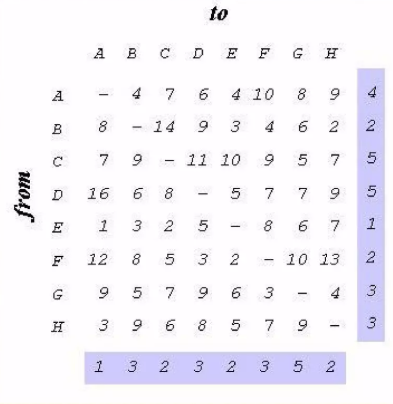 to
A B C D E F G H
A - 4 7 6 4 10 8 9 4
B 8 - 14 9 3 4 6 2 2
C 7 9 - 11 10 9 5 7 5
from
D 16 6 8 - 5 7 7 9 5
E 1 3 2 5 - 8 6 7 1
F 12 8 5 3 2 - 10 13 2
G 9 5 7 9 6 3 - 4 3
H 3 9 6 8 5 7 9 - 3
1 3 2 3 2 3 5 2